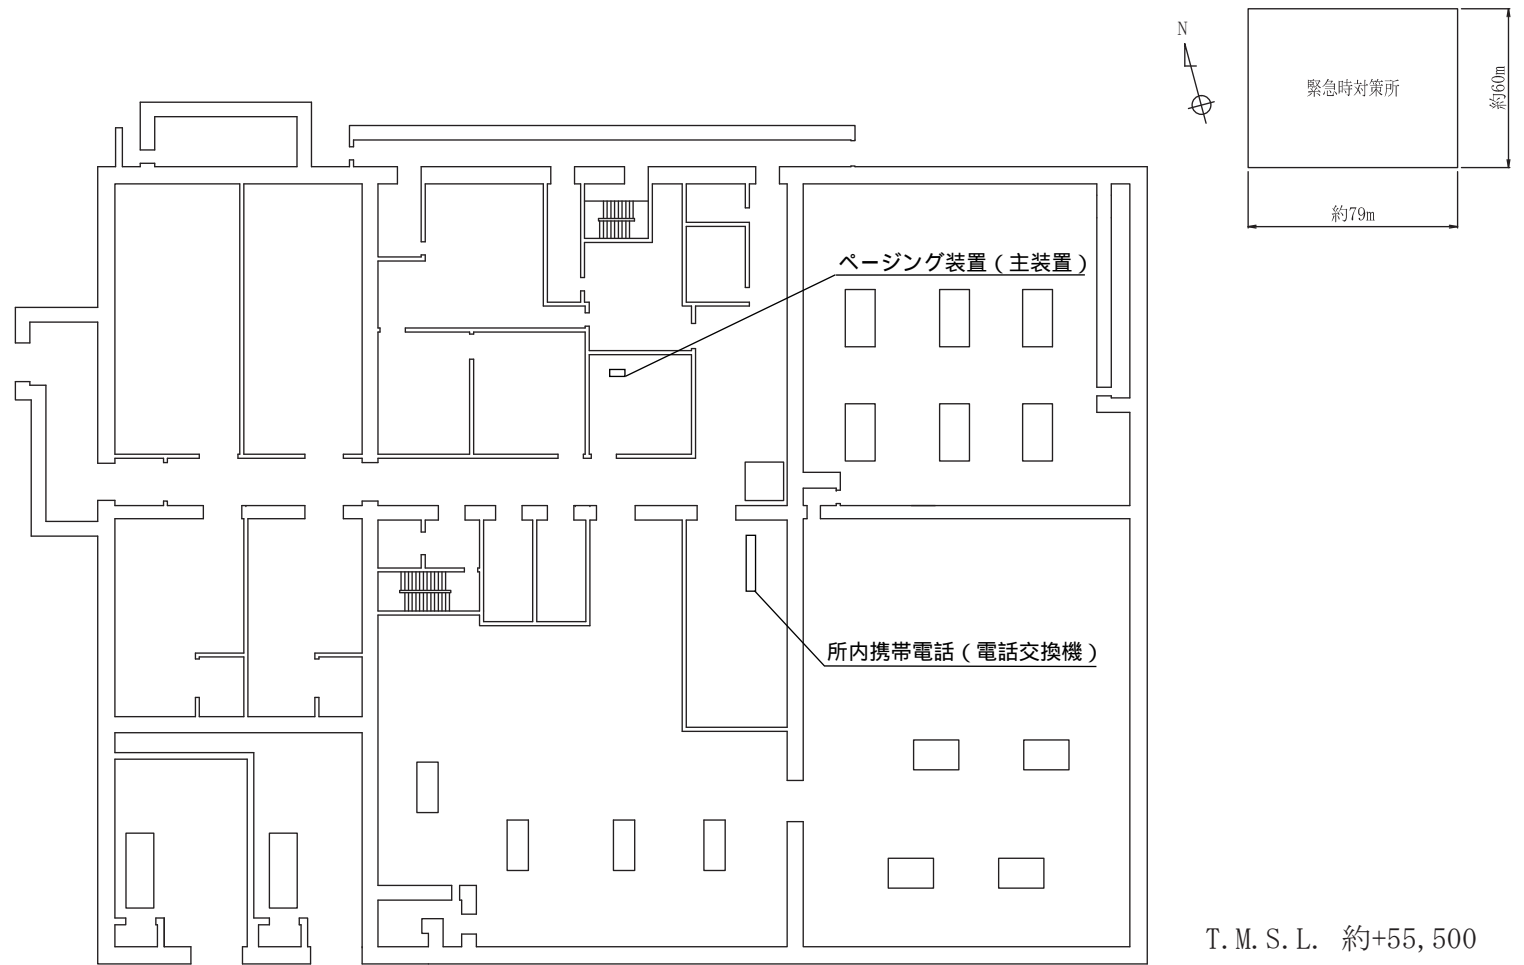 N
緊急時対策所
約60m
約79m
ページング装置（主装置）
所内携帯電話（電話交換機）
T.M.S.L. 約+55,500